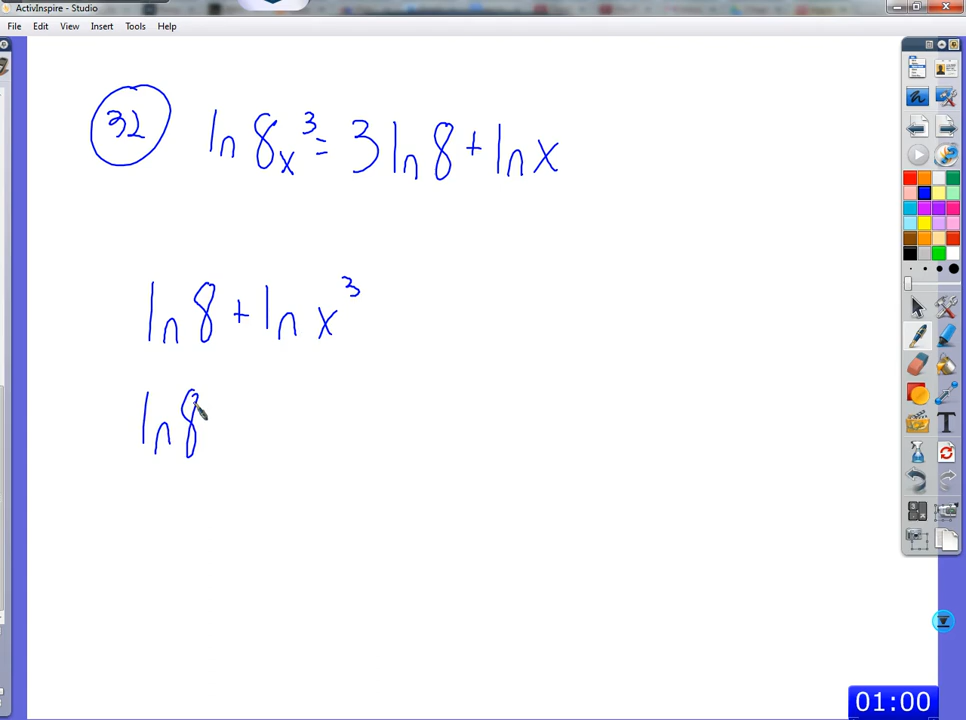 ActivInspire - Studio
File Edit View Insert Tools Help
32 ln 8x³ = 3 ln 8 + ln x
ln 8 + ln x³
ln 8
01:00